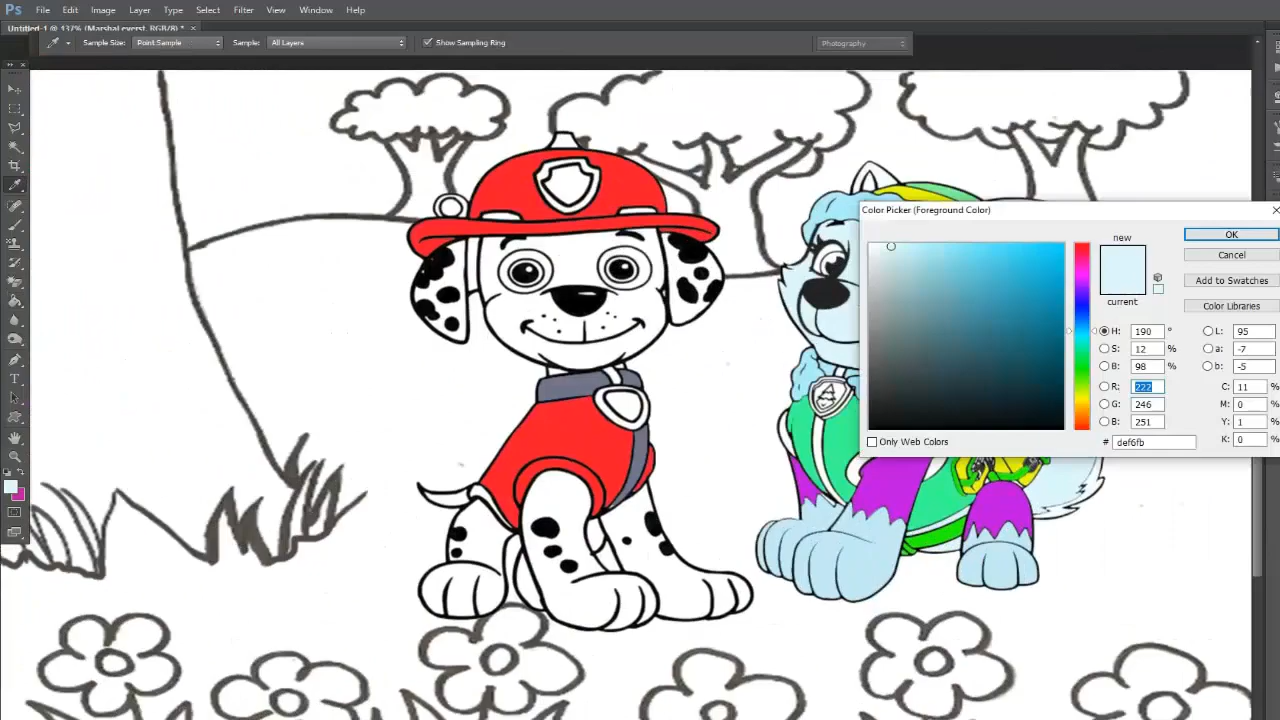 Ps File Edit Image Layer Type Select Filter View Window Help
Untitled-1 @ 137% (Marshal everst, RGB/8) * ×
Sample Size: Point Sample Sample: All Layers Show Sampling Ring Photography
Color Picker (Foreground Color)
new
current
OK
Cancel
Add to Swatches
Color Libraries
H: 190 °
S: 12 %
B: 98 %
R: 222
G: 246
B: 251
L: 95
a: -7
b: -5
C: 11 %
M: 0 %
Y: 1 %
K: 0 %
Only Web Colors
# def6fb